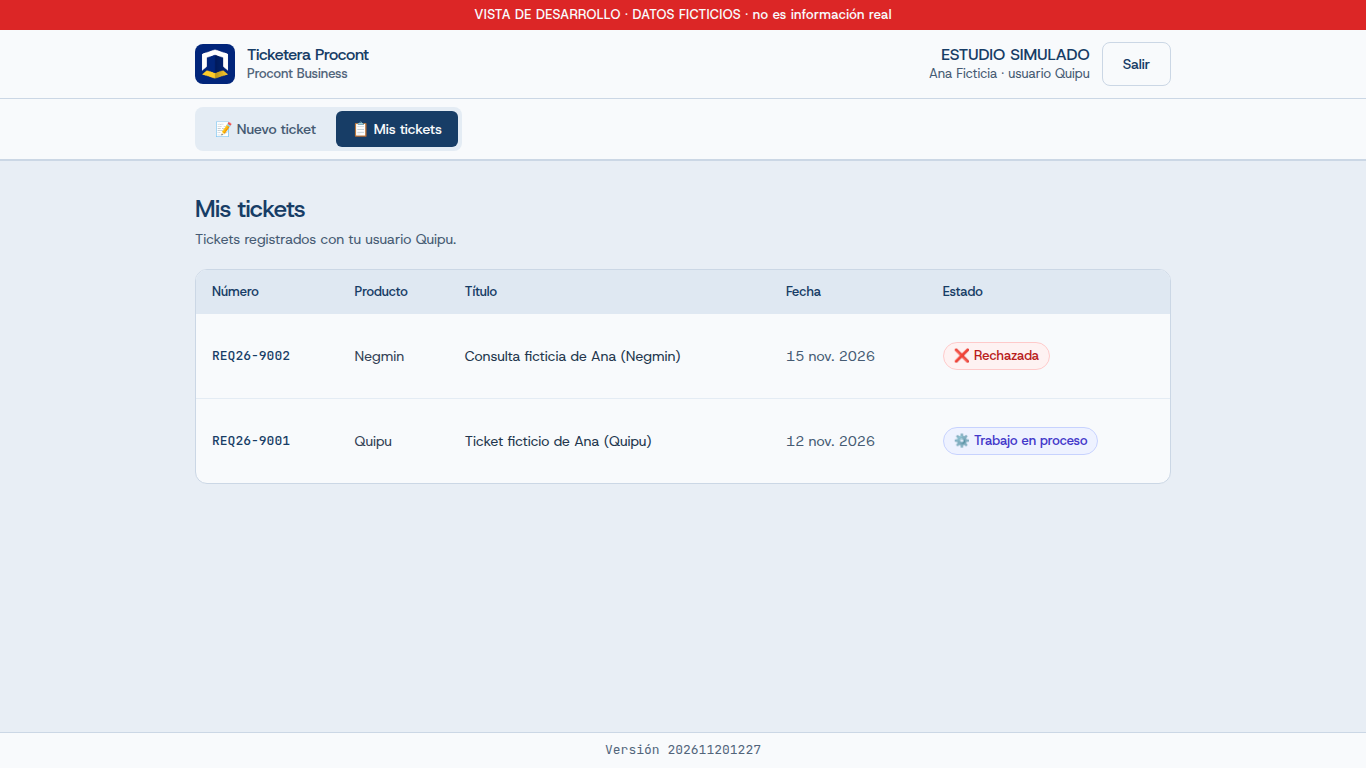 VISTA DE DESARROLLO · DATOS FICTICIOS · no es información real
Ticketera Procont
Procont Business
ESTUDIO SIMULADO
Ana Ficticia · usuario Quipu
Salir
📝 Nuevo ticket
📋 Mis tickets
Mis tickets
Tickets registrados con tu usuario Quipu.
Número Producto Título Fecha Estado
REQ26-9002 Negmin Consulta ficticia de Ana (Negmin) 15 nov. 2026 ❌ Rechazada
REQ26-9001 Quipu Ticket ficticio de Ana (Quipu) 12 nov. 2026 ⚙️ Trabajo en proceso
Versión 202611201227